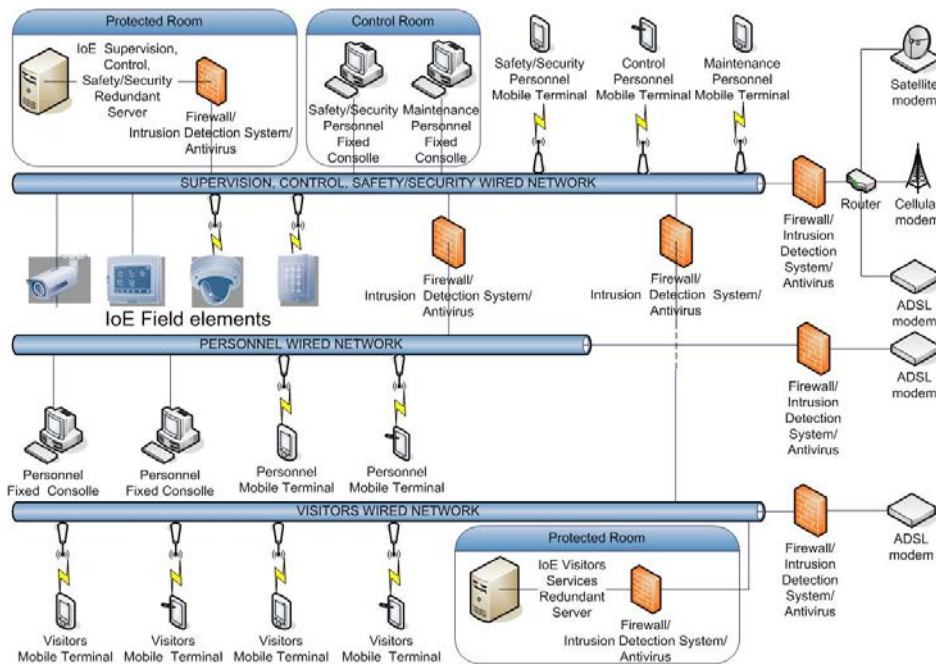 Protected Room
IoE Supervision,
Control,
Safety/Security
Redundant
Server
Firewall/
Intrusion Detection System/
Antivirus
Control Room
Safety/Security
Personnel
Fixed
Consolle
Maintenance
Personnel
Fixed
Consolle
Safety/Security
Personnel
Mobile Terminal
Control
Personnel
Mobile Terminal
Maintenance
Personnel
Mobile Terminal
Satellite
modem
SUPERVISION, CONTROL, SAFETY/SECURITY WIRED NETWORK
Firewall/
Intrusion
Detection
System/
Antivirus
Router
Cellular
modem
ADSL
modem
IoE Field elements
Firewall/
Intrusion Detection System/
Antivirus
Firewall/
Intrusion Detection System/
Antivirus
PERSONNEL WIRED NETWORK
Firewall/
Intrusion
Detection
System/
Antivirus
ADSL
modem
Personnel
Fixed Consolle
Personnel
Fixed Consolle
Personnel
Mobile Terminal
Personnel
Mobile Terminal
VISITORS WIRED NETWORK
Firewall/
Intrusion
Detection
System/
Antivirus
ADSL
modem
Visitors
Mobile Terminal
Visitors
Mobile Terminal
Visitors
Mobile Terminal
Visitors
Mobile Terminal
Protected Room
IoE Visitors
Services
Redundant
Server
Firewall/
Intrusion Detection System/
Antivirus